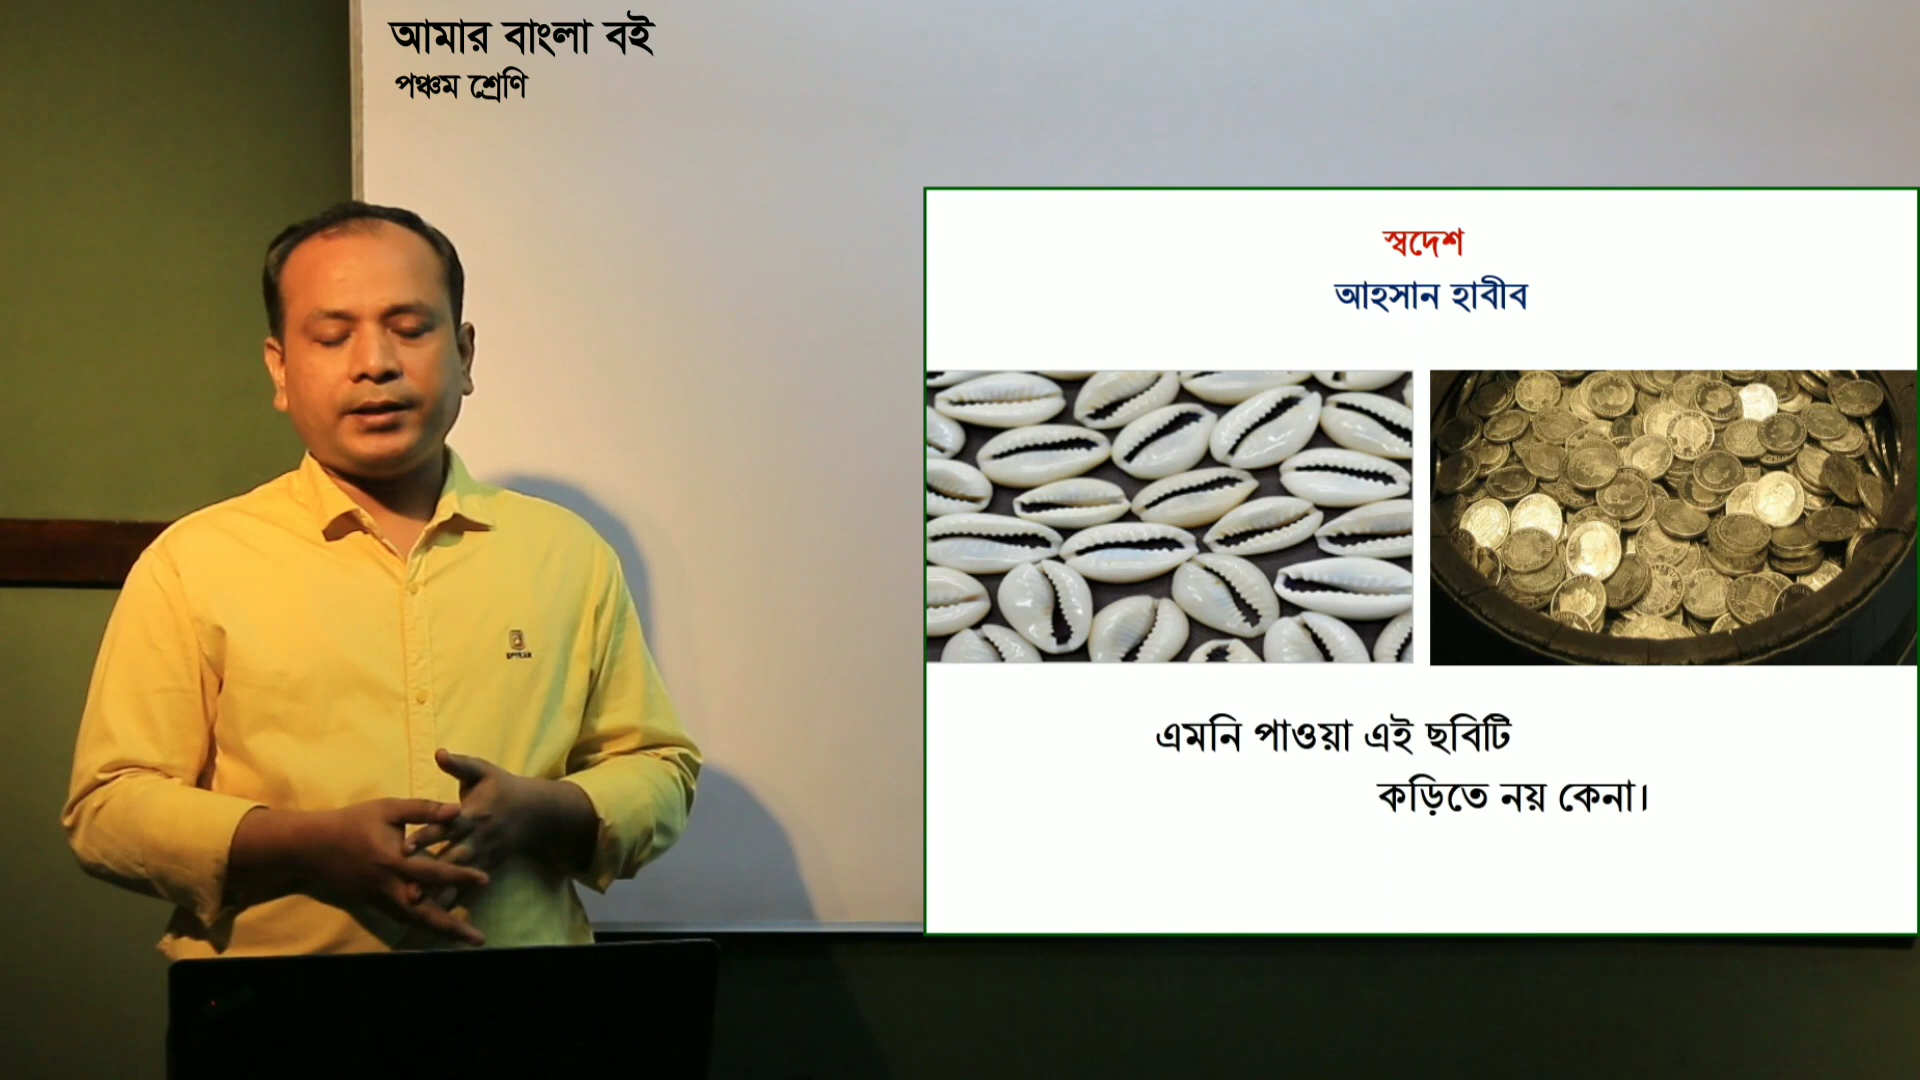 আমার বাংলা বই
পঞ্চম শ্রেণি
স্বদেশ
আহসান হাবীব
এমনি পাওয়া এই ছবিটি
কড়িতে নয় কেনা।